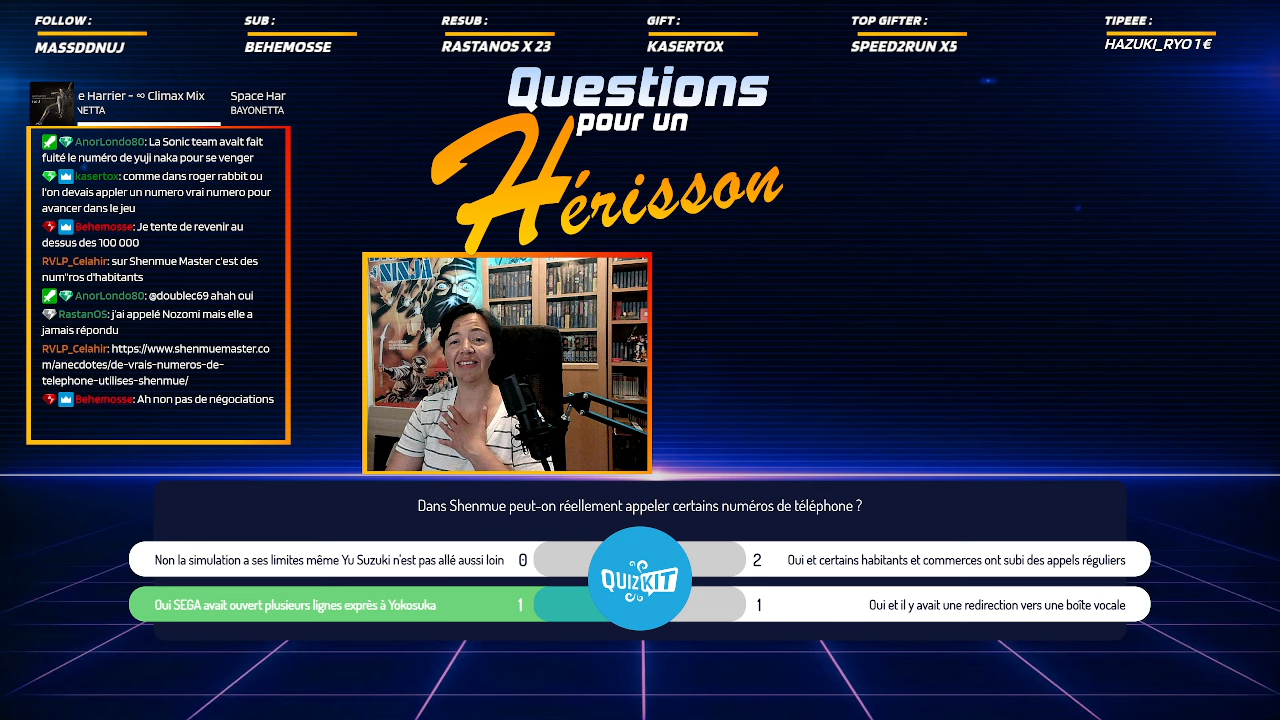 FOLLOW :
MASSDDNUJ
SUB :
BEHEMOSSE
RESUB :
RASTANOS X 23
GIFT :
KASERTOX
TOP GIFTER :
SPEED2RUN X5
TIPEEE :
HAZUKI_RYO 1 €
e Harrier - ∞ Climax Mix
NETTA
Space Har
BAYONETTA
AnorLondo80: La Sonic team avait fait
fuité le numéro de yuji naka pour se venger
kasertox: comme dans roger rabbit ou
l'on devais appler un numero vrai numero pour
avancer dans le jeu
Behemosse: Je tente de revenir au
dessus des 100 000
RVLP_Celahir: sur Shenmue Master c'est des
num"ros d'habitants
AnorLondo80: @doublec69 ahah oui
RastanOS: j'ai appelé Nozomi mais elle a
jamais répondu
RVLP_Celahir: https://www.shenmuemaster.co
m/anecdotes/de-vrais-numeros-de-
telephone-utilises-shenmue/
Behemosse: Ah non pas de négociations
Questions
pour un
Hérisson
NINJA
Dans Shenmue peut-on réellement appeler certains numéros de téléphone ?
Non la simulation a ses limites même Yu Suzuki n'est pas allé aussi loin 0
2 Oui et certains habitants et commerces ont subi des appels réguliers
Oui SEGA avait ouvert plusieurs lignes exprès à Yokosuka 1
1 Oui et il y avait une redirection vers une boîte vocale
QUIZKIT